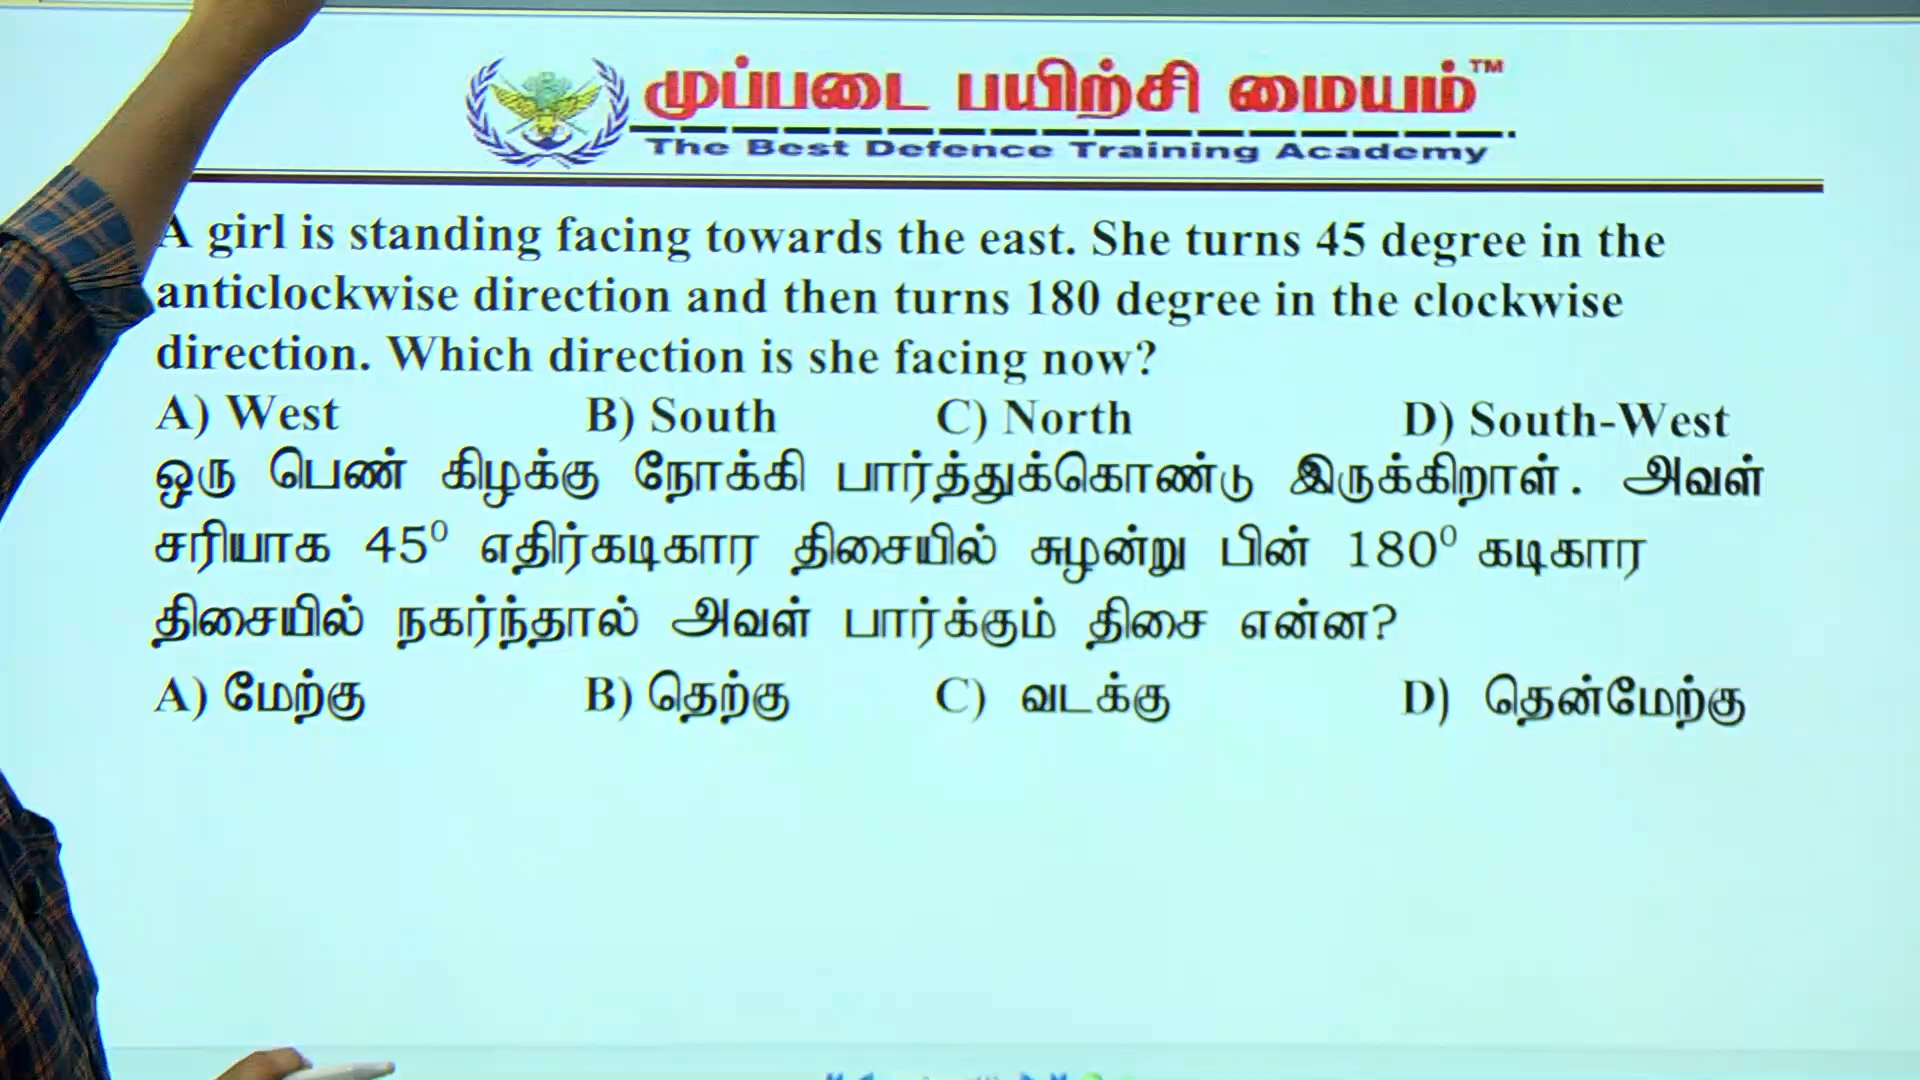 முப்படை பயிற்சி மையம்™
The Best Defence Training Academy
A girl is standing facing towards the east. She turns 45 degree in the
anticlockwise direction and then turns 180 degree in the clockwise
direction. Which direction is she facing now?
A) West B) South C) North D) South-West
ஒரு பெண் கிழக்கு நோக்கி பார்த்துக்கொண்டு இருக்கிறாள். அவள்
சரியாக 45⁰ எதிர்கடிகார திசையில் சுழன்று பின் 180⁰ கடிகார
திசையில் நகர்ந்தால் அவள் பார்க்கும் திசை என்ன?
A) மேற்கு B) தெற்கு C) வடக்கு D) தென்மேற்கு